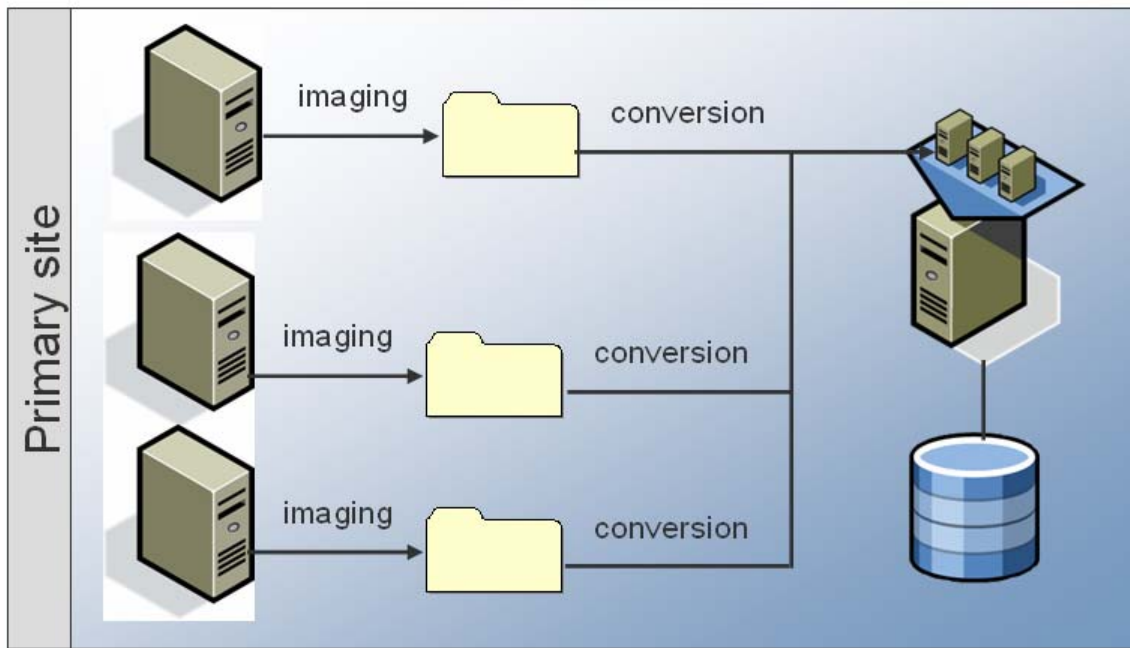 Primary site
imaging
conversion
imaging
conversion
imaging
conversion